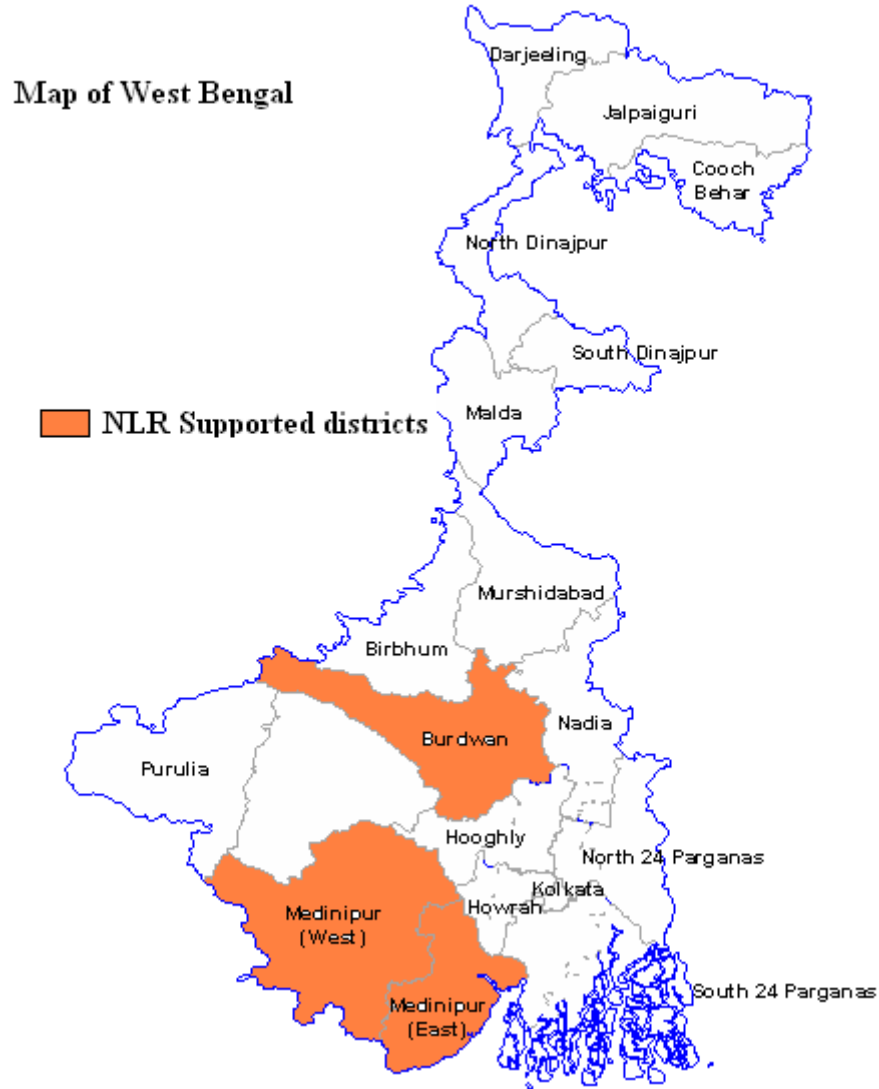 Darjeeling
Map of West Bengal
Jalpaiguri
Cooch
Behar
North Dinajpur
South Dinajpur
Malda
NLR Supported districts
Murshidabad
Birbhum
Nadia
Burdwan
Purulia
Hooghly
North 24 Parganas
Kolkata
Howrah
Medinipur
(West)
South 24 Parganas
Medinipur
(East)